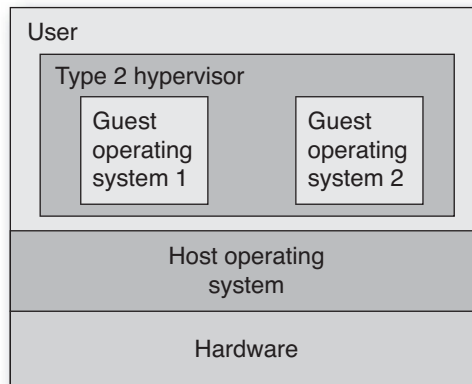 User
Type 2 hypervisor
Guest
operating
system 1
Guest
operating
system 2
Host operating
system
Hardware